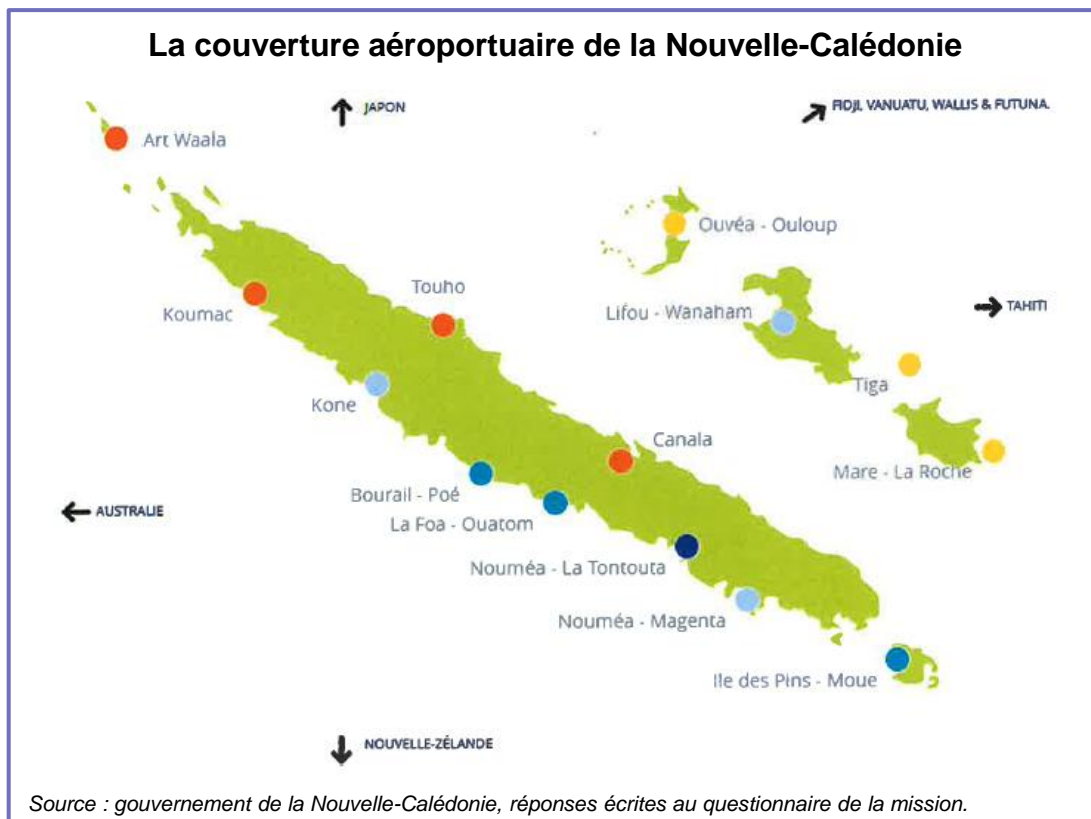 La couverture aéroportuaire de la Nouvelle-Calédonie
JAPON
FIDJI, VANUATU, WALLIS & FUTUNA.
Art Waala
Ouvéa - Ouloup
Touho
Lifou - Wanaham
TAHITI
Koumac
Tiga
Kone
Canala
Mare - La Roche
Bourail - Poé
AUSTRALIE
La Foa - Ouatom
Nouméa - La Tontouta
Nouméa - Magenta
Ile des Pins - Moue
NOUVELLE-ZÉLANDE
Source : gouvernement de la Nouvelle-Calédonie, réponses écrites au questionnaire de la mission.